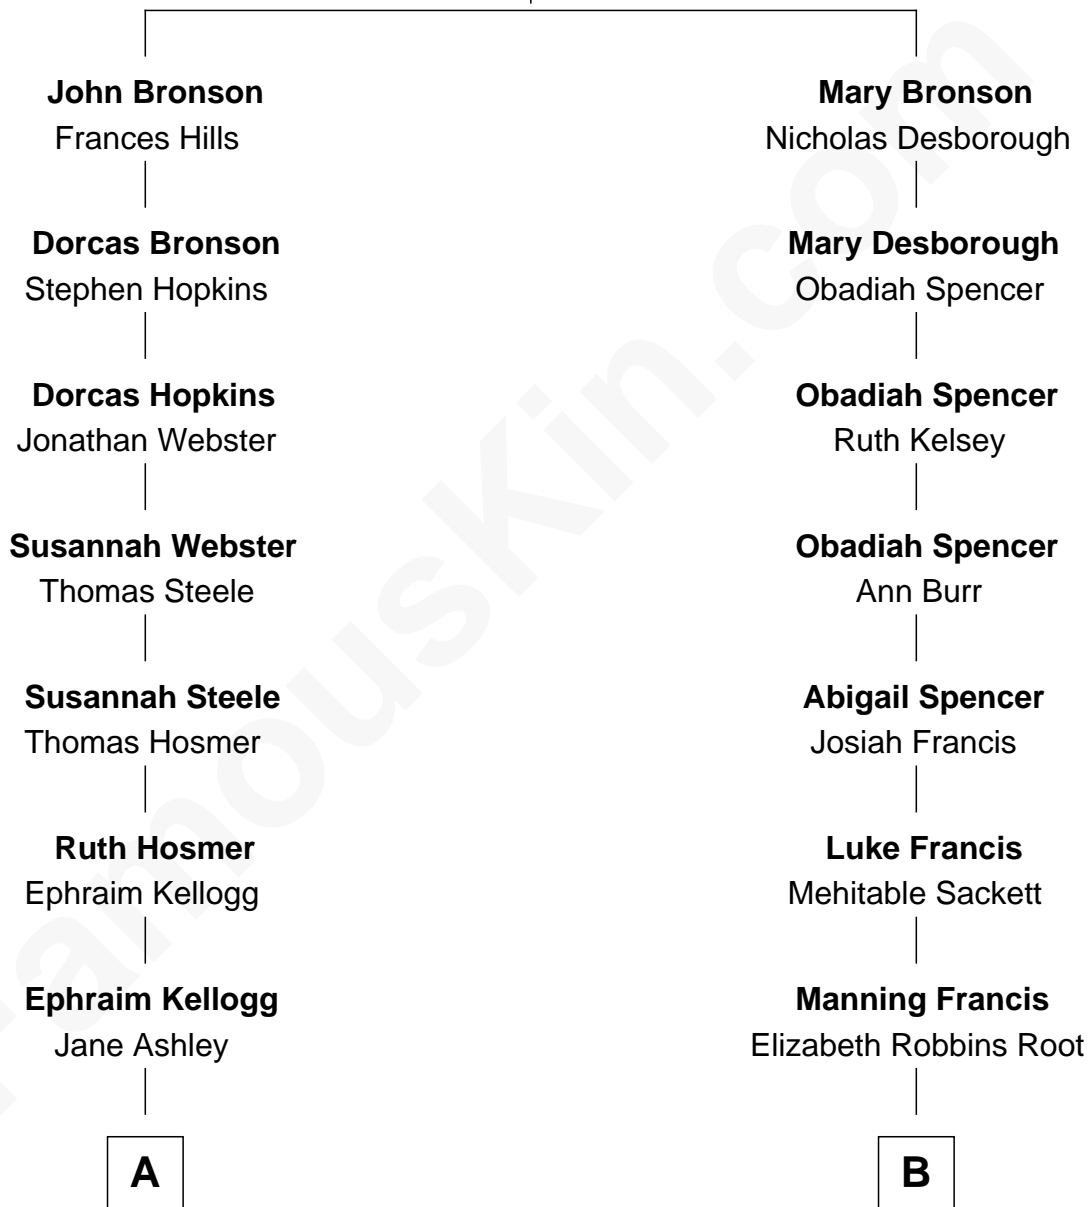 John Bronson
Frances Hills
Dorcas Bronson
Stephen Hopkins
Dorcas Hopkins
Jonathan Webster
Susannah Webster
Thomas Steele
Susannah Steele
Thomas Hosmer
Ruth Hosmer
Ephraim Kellogg
Ephraim Kellogg
Jane Ashley
A
Mary Bronson
Nicholas Desborough
Mary Desborough
Obadiah Spencer
Obadiah Spencer
Ruth Kelsey
Obadiah Spencer
Ann Burr
Abigail Spencer
Josiah Francis
Luke Francis
Mehitable Sackett
Manning Francis
Elizabeth Robbins Root
B
FamousKin.com